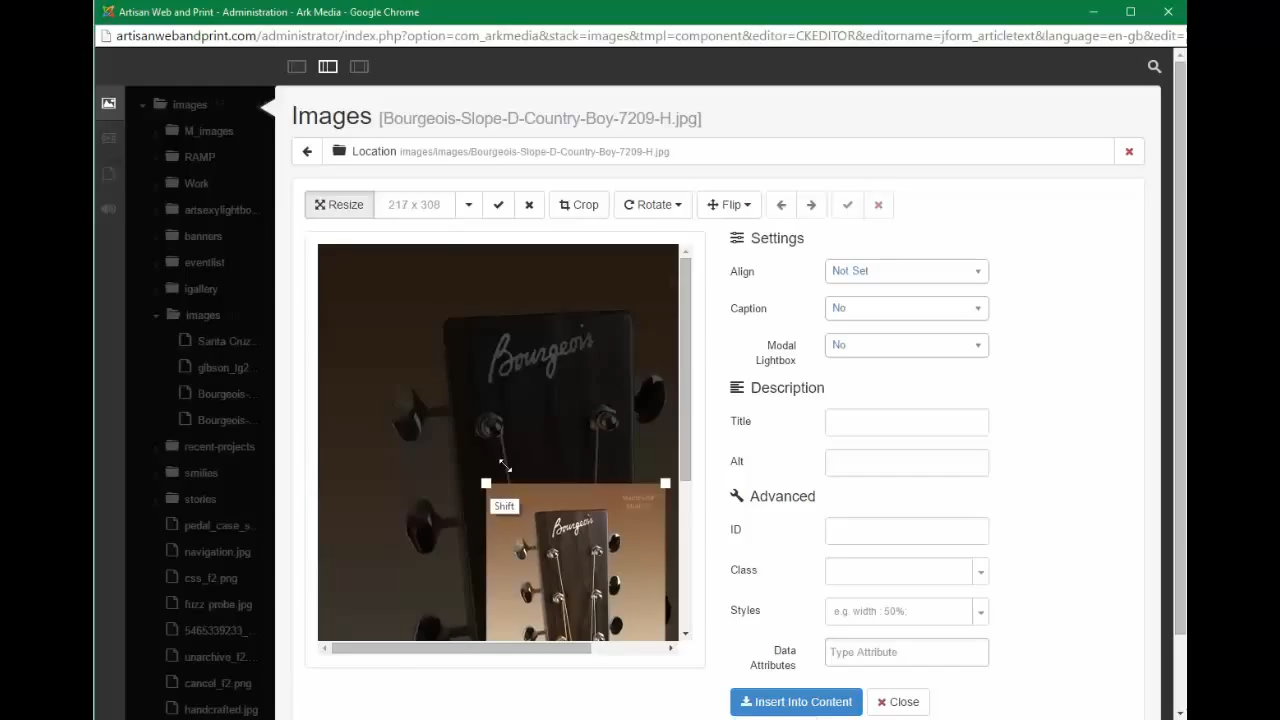 Artisan Web and Print - Administration - Ark Media - Google Chrome
artisanwebandprint.com/administrator/index.php?option=com_arkmedia&stack=images&tmpl=component&editor=CKEDITOR&editorname=jform_articletext&language=en-gb&edit=
images
M_images
RAMP
Work
artsexylightbo...
banners
eventlist
igallery
images
Santa Cruz...
gibson_lg2...
Bourgeois-...
Bourgeois-...
recent-projects
smilies
stories
pedal_case_s...
navigation.jpg
css_f2.png
fuzz probe.jpg
5465339233_...
unarchive_f2....
cancel_f2.png
handcrafted.jpg
Images [Bourgeois-Slope-D-Country-Boy-7209-H.jpg]
Location images/images/Bourgeois-Slope-D-Country-Boy-7209-H.jpg
Resize 217 x 308 Crop Rotate Flip
Bourgeois
Shift
Bourgeois
Settings
Align Not Set
Caption No
Modal Lightbox No
Description
Title
Alt
Advanced
ID
Class
Styles e.g. width : 50%;
Data Attributes Type Attribute
Insert Into Content Close